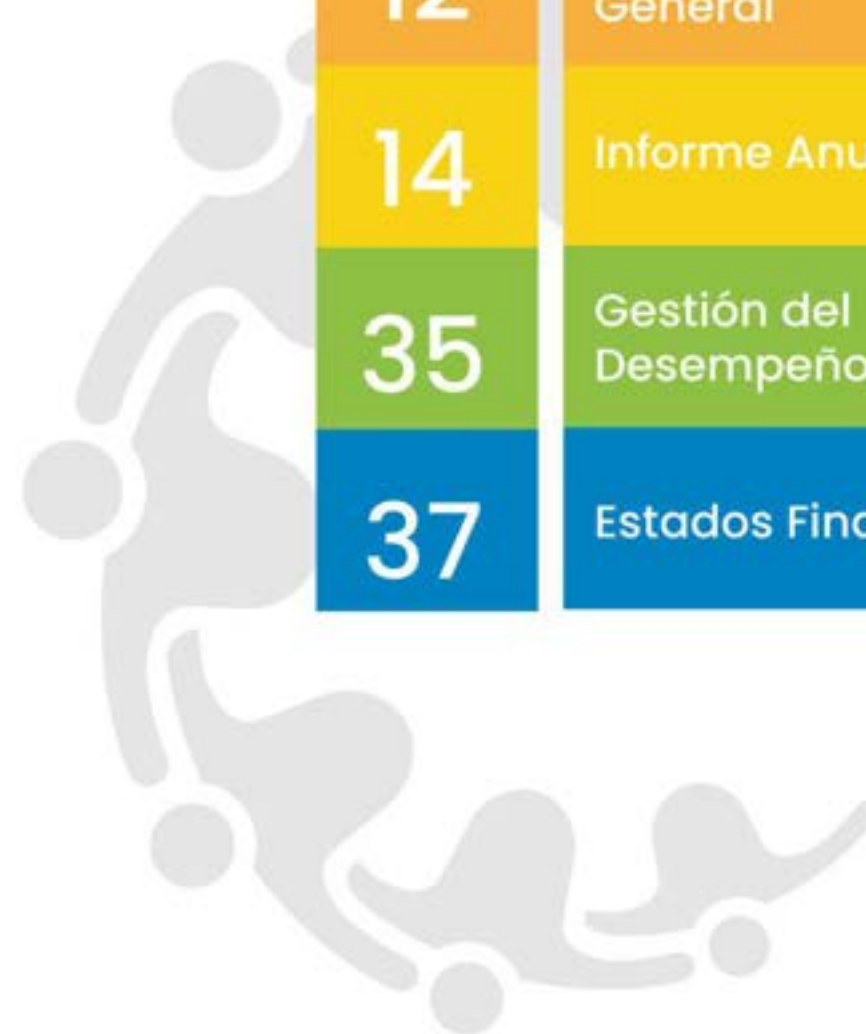 12
General
14
Informe Anu
35
Gestión del
Desempeño
37
Estados Fin